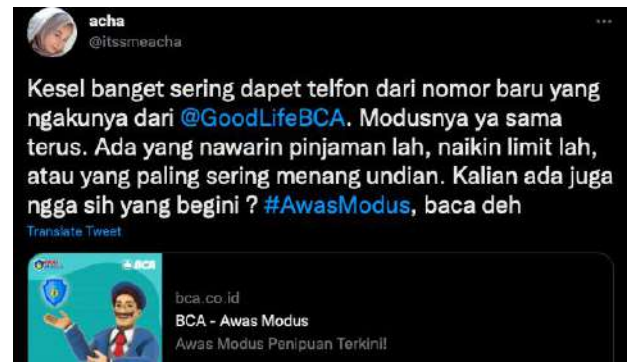 acha
@itssmeacha
Kesel banget sering dapet telfon dari nomor baru yang
ngakunya dari @GoodLifeBCA. Modusnya ya sama
terus. Ada yang nawarin pinjaman lah, naikin limit lah,
atau yang paling sering menang undian. Kalian ada juga
ngga sih yang begini ? #AwasModus, baca deh
Translate Tweet
BCA
bca.co.id
BCA - Awas Modus
Awas Modus Penipuan Terkini!